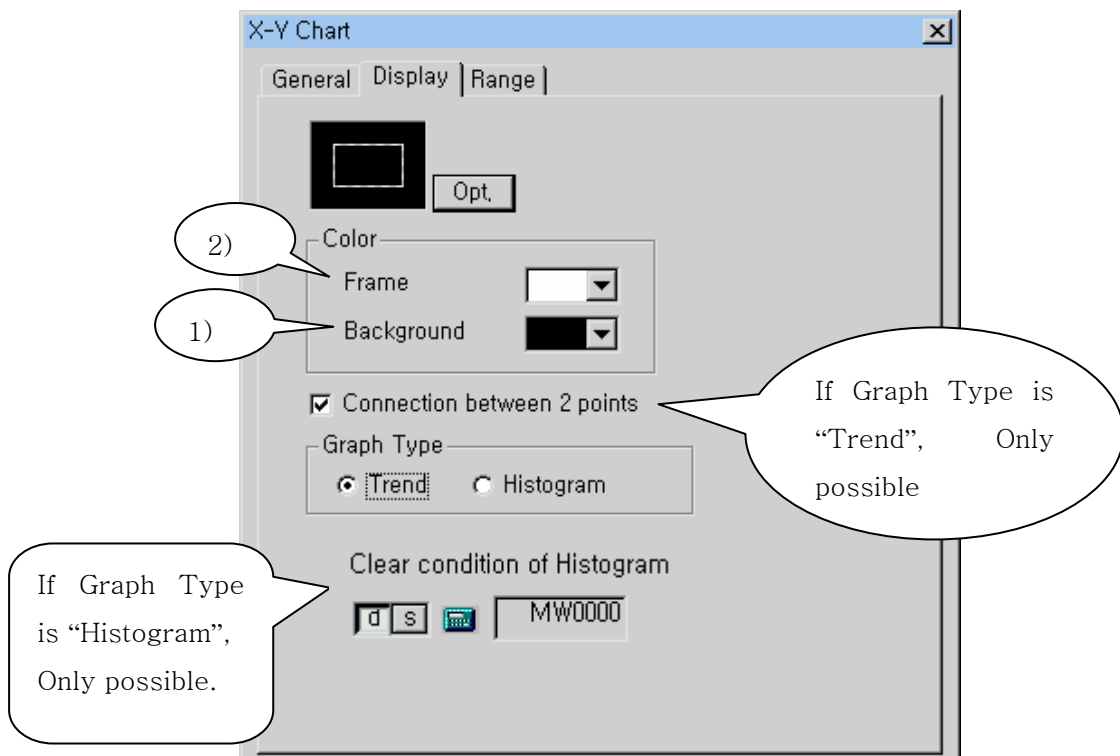 X-Y Chart
General Display Range
Opt.
2)
Color
Frame
1)
Background
Connection between 2 points
If Graph Type is
“Trend”, Only
possible
Graph Type
Trend Histogram
Clear condition of Histogram
If Graph Type
is “Histogram”,
Only possible.
d s MW0000